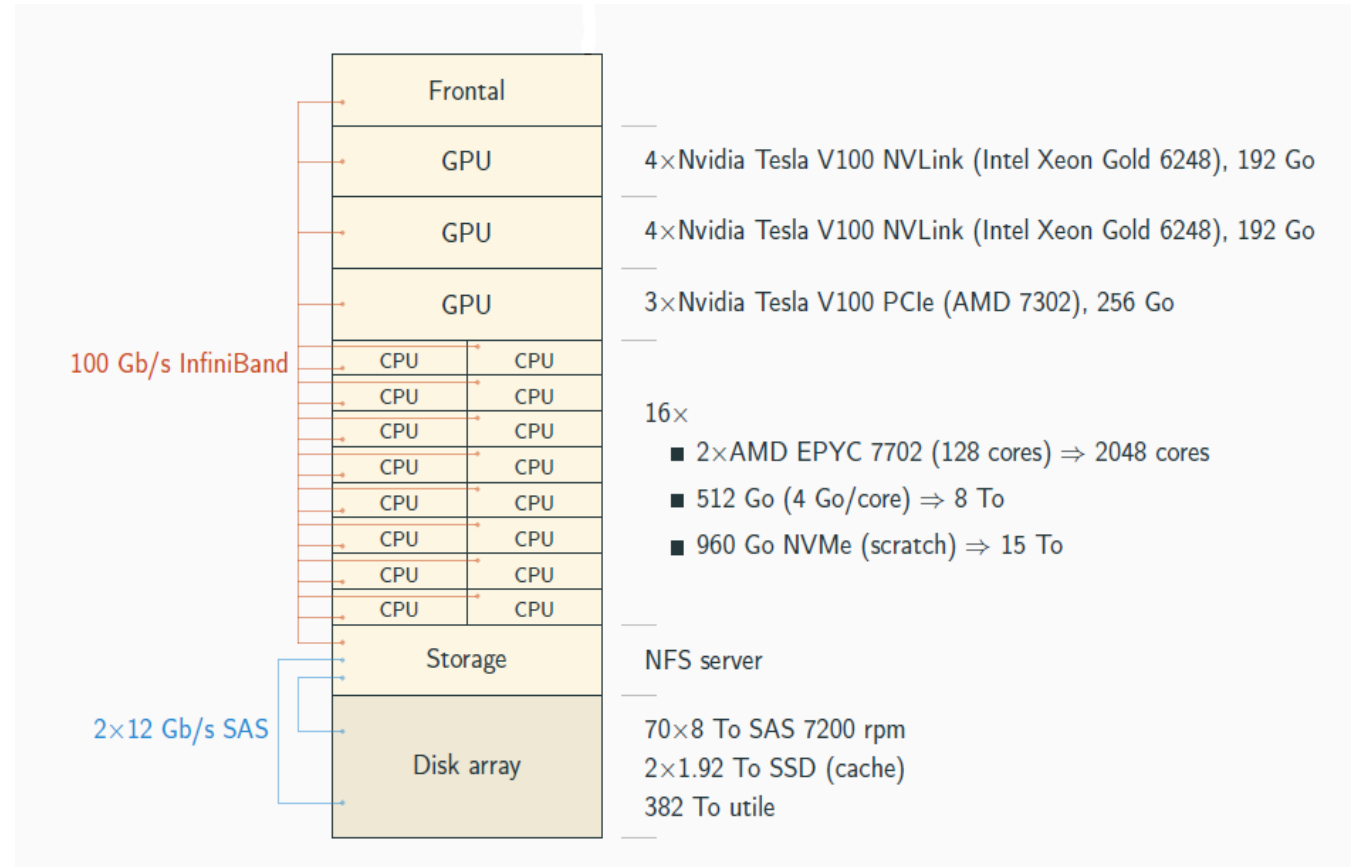 Frontal
GPU
4×Nvidia Tesla V100 NVLink (Intel Xeon Gold 6248), 192 Go
GPU
4×Nvidia Tesla V100 NVLink (Intel Xeon Gold 6248), 192 Go
GPU
3×Nvidia Tesla V100 PCIe (AMD 7302), 256 Go
100 Gb/s InfiniBand
CPU CPU
CPU CPU
CPU CPU
CPU CPU
CPU CPU
CPU CPU
CPU CPU
CPU CPU
16×
■ 2×AMD EPYC 7702 (128 cores) ⇒ 2048 cores
■ 512 Go (4 Go/core) ⇒ 8 To
■ 960 Go NVMe (scratch) ⇒ 15 To
Storage
NFS server
2×12 Gb/s SAS
Disk array
70×8 To SAS 7200 rpm
2×1.92 To SSD (cache)
382 To utile